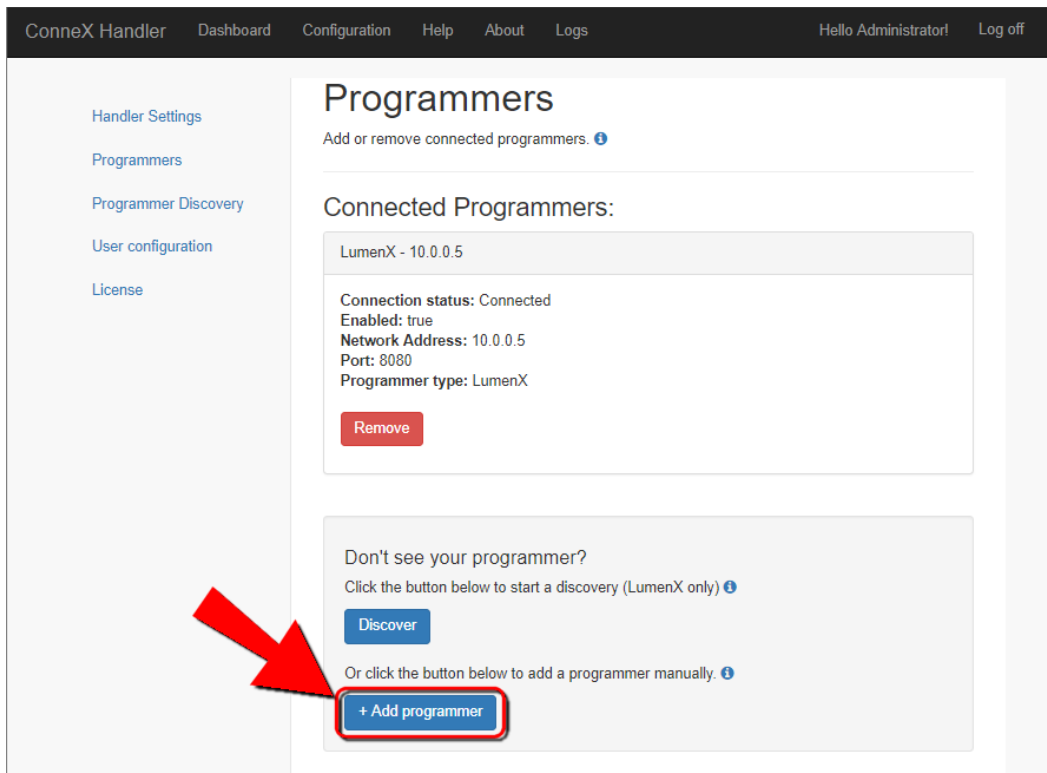 ConneX Handler Dashboard Configuration Help About Logs Hello Administrator! Log off
Handler Settings
Programmers
Programmer Discovery
User configuration
License
Programmers
Add or remove connected programmers.
Connected Programmers:
LumenX - 10.0.0.5
Connection status: Connected
Enabled: true
Network Address: 10.0.0.5
Port: 8080
Programmer type: LumenX
Remove
Don't see your programmer?
Click the button below to start a discovery (LumenX only)
Discover
Or click the button below to add a programmer manually.
+ Add programmer